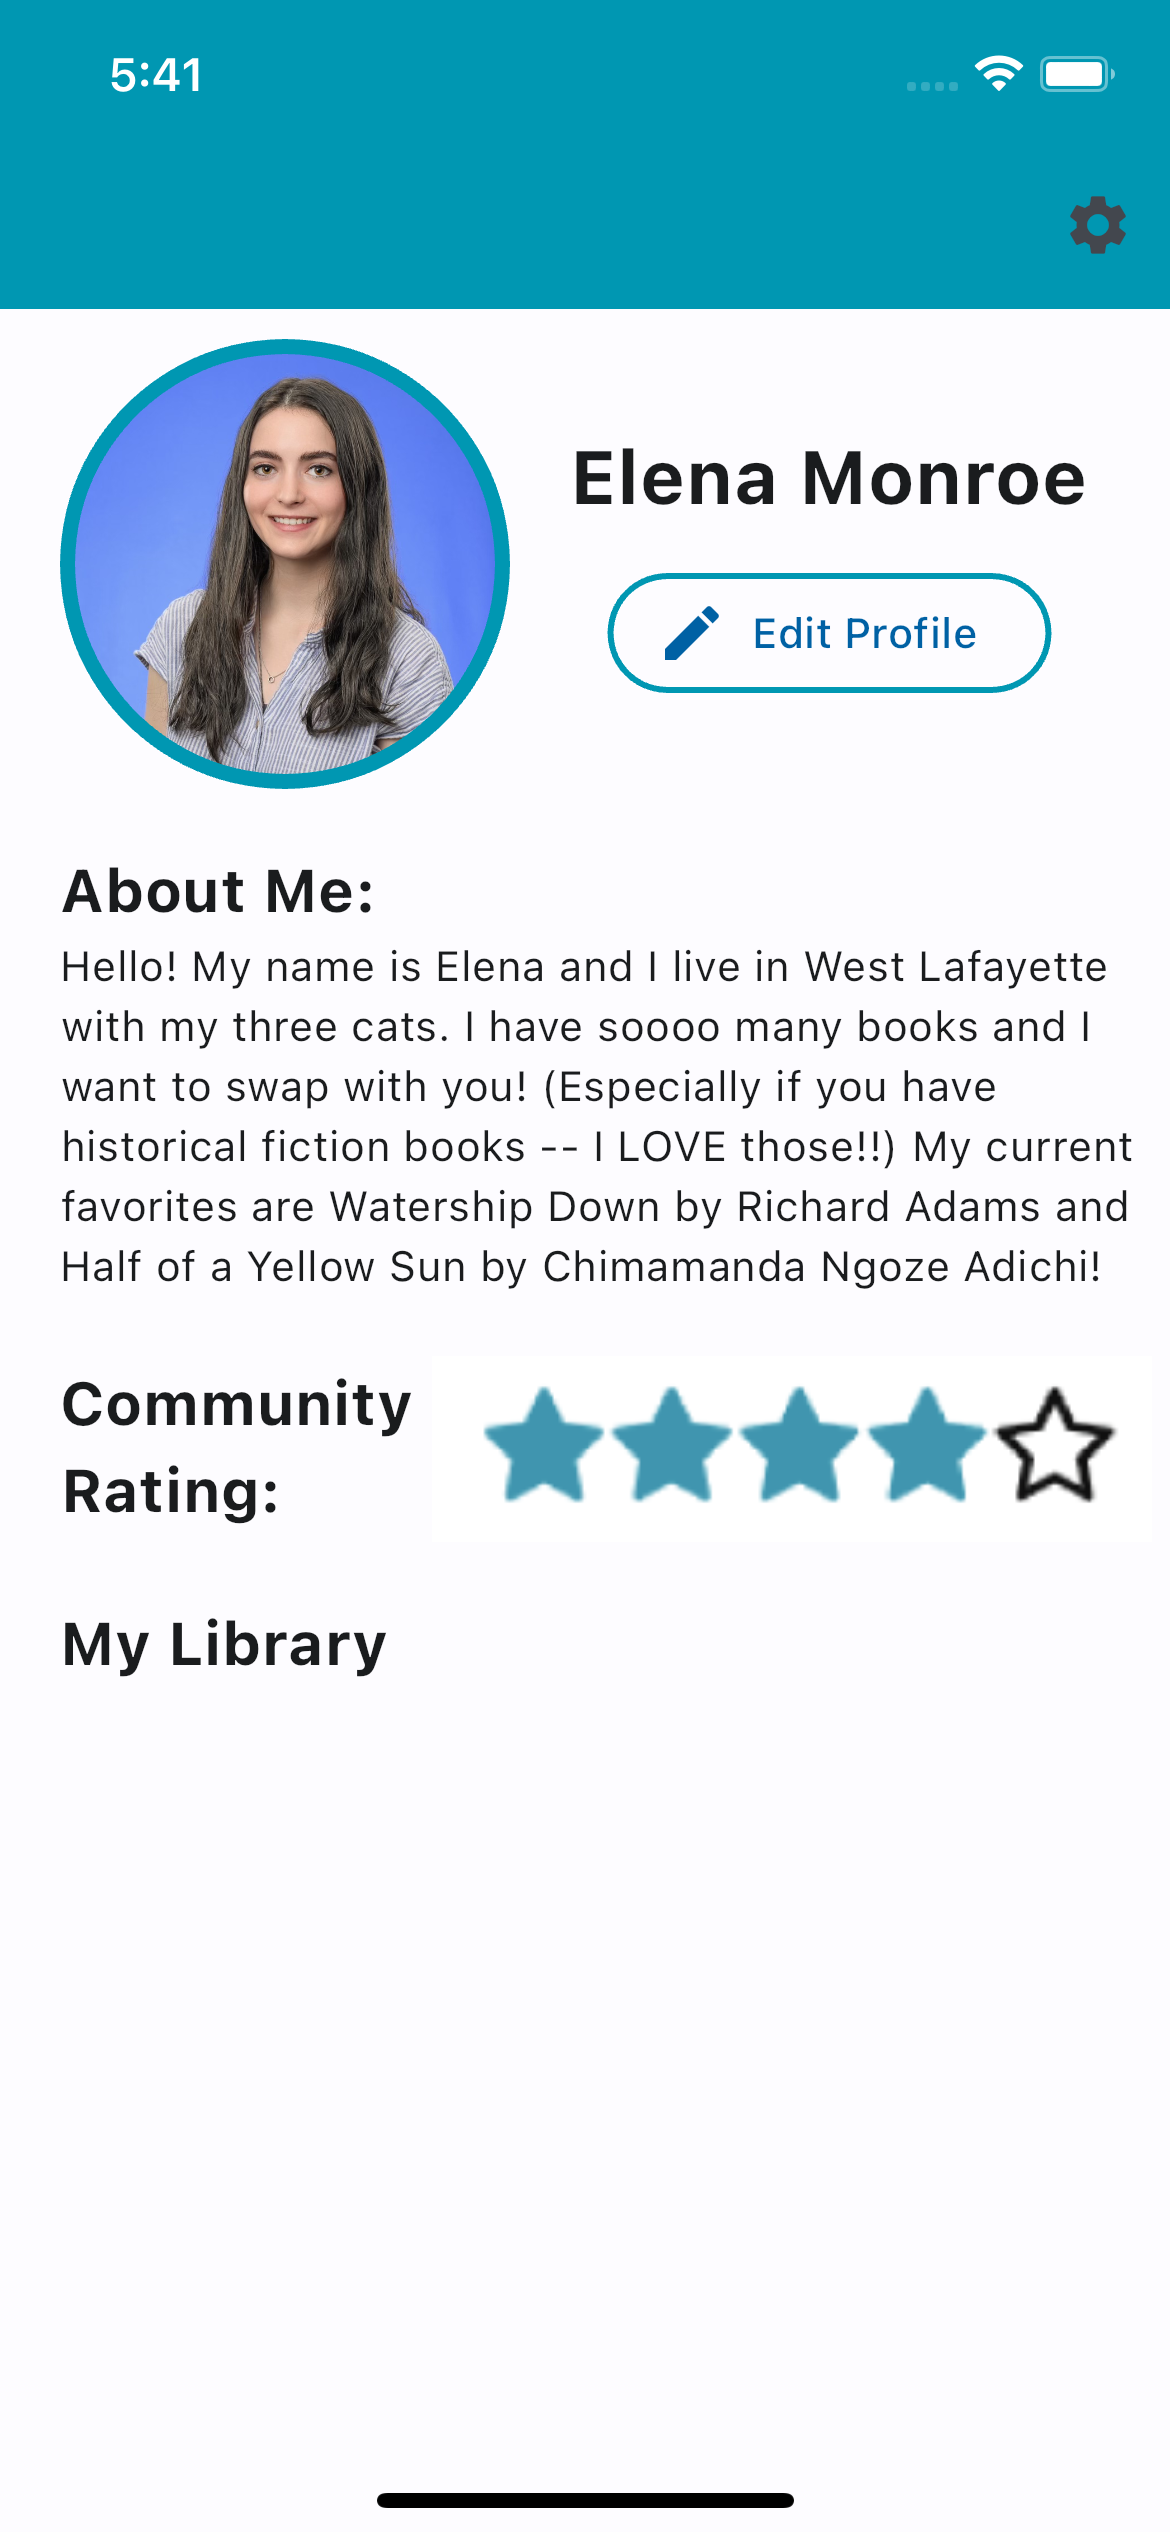 5:41
Elena Monroe
Edit Profile
About Me:
Hello! My name is Elena and I live in West Lafayette
with my three cats. I have soooo many books and I
want to swap with you! (Especially if you have
historical fiction books -- I LOVE those!!) My current
favorites are Watership Down by Richard Adams and
Half of a Yellow Sun by Chimamanda Ngoze Adichi!
Community
Rating:
My Library